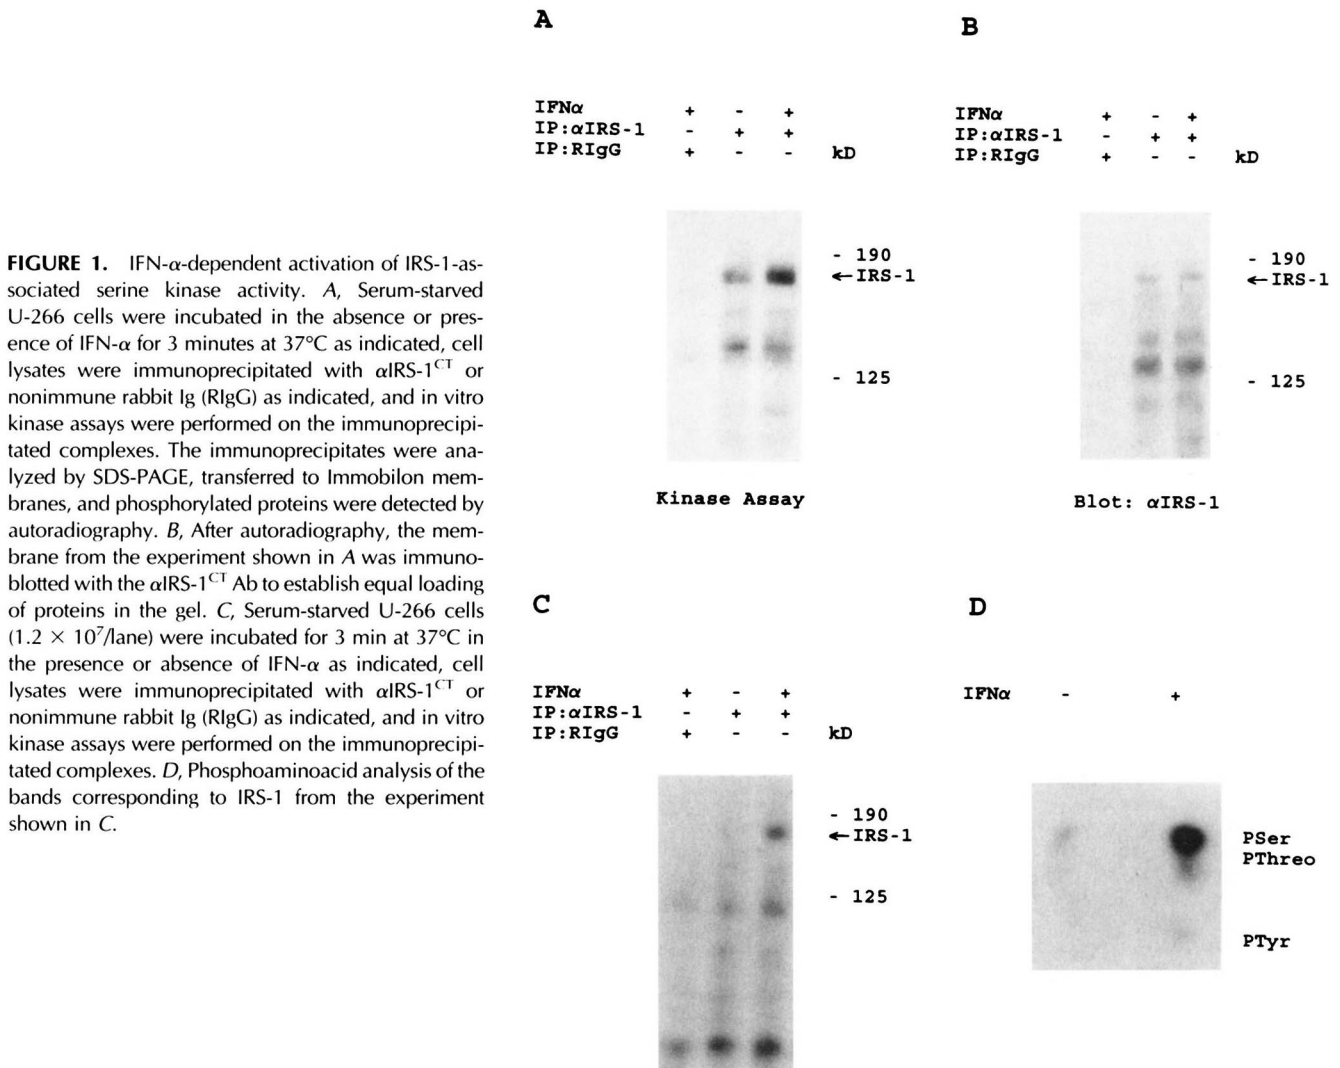 FIGURE 1. IFN-α-dependent activation of IRS-1-as-
sociated serine kinase activity. A, Serum-starved
U-266 cells were incubated in the absence or pres-
ence of IFN-α for 3 minutes at 37°C as indicated, cell
lysates were immunoprecipitated with αIRS-1CT or
nonimmune rabbit Ig (RIgG) as indicated, and in vitro
kinase assays were performed on the immunoprecipi-
tated complexes. The immunoprecipitates were ana-
lyzed by SDS-PAGE, transferred to Immobilon mem-
branes, and phosphorylated proteins were detected by
autoradiography. B, After autoradiography, the mem-
brane from the experiment shown in A was immuno-
blotted with the αIRS-1CT Ab to establish equal loading
of proteins in the gel. C, Serum-starved U-266 cells
(1.2 × 10⁷/lane) were incubated for 3 min at 37°C in
the presence or absence of IFN-α as indicated, cell
lysates were immunoprecipitated with αIRS-1CT or
nonimmune rabbit Ig (RIgG) as indicated, and in vitro
kinase assays were performed on the immunoprecipi-
tated complexes. D, Phosphoaminoacid analysis of the
bands corresponding to IRS-1 from the experiment
shown in C.
A
IFNα + - +
IP:αIRS-1 - + +
IP:RIgG + - - kD
- 190
←IRS-1
- 125
Kinase Assay
B
IFNα + - +
IP:αIRS-1 - + +
IP:RIgG + - - kD
- 190
←IRS-1
- 125
Blot: αIRS-1
C
IFNα + - +
IP:αIRS-1 - + +
IP:RIgG + - - kD
- 190
←IRS-1
- 125
D
IFNα - +
PSer
PThreo
PTyr